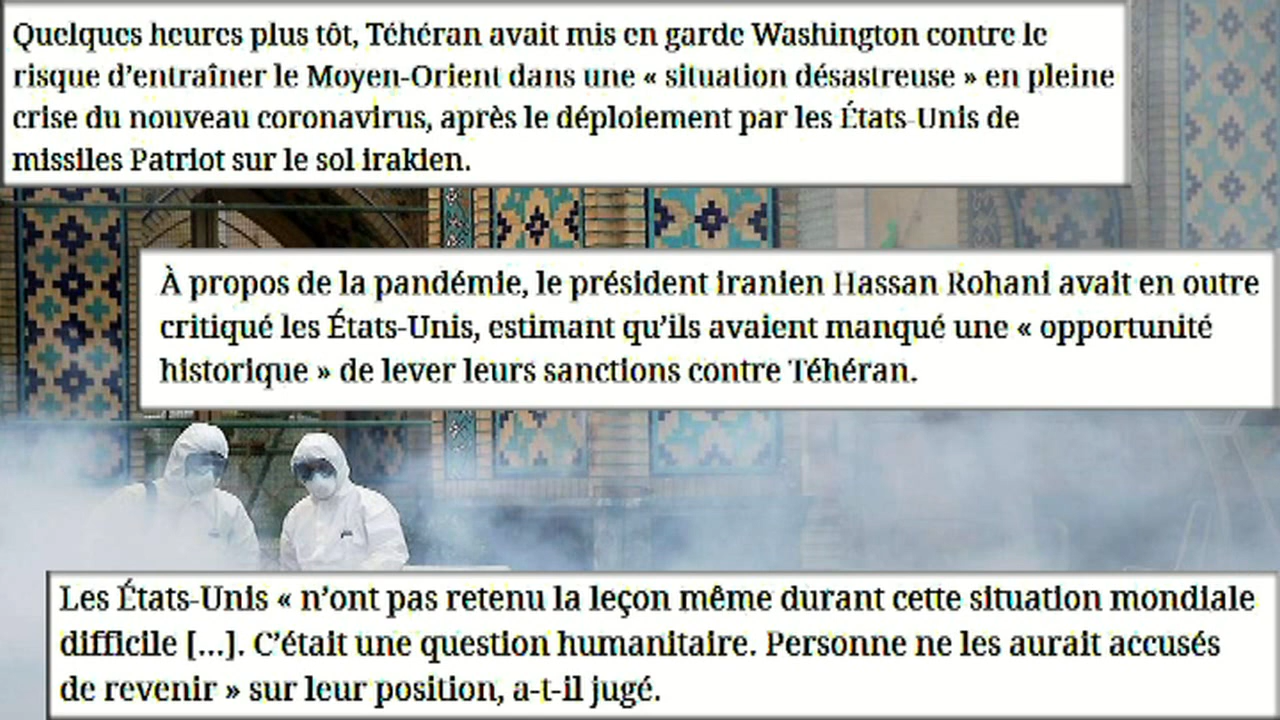 Quelques heures plus tôt, Téhéran avait mis en garde Washington contre le
risque d’entraîner le Moyen-Orient dans une « situation désastreuse » en pleine
crise du nouveau coronavirus, après le déploiement par les États-Unis de
missiles Patriot sur le sol irakien.
À propos de la pandémie, le président iranien Hassan Rohani avait en outre
critiqué les États-Unis, estimant qu’ils avaient manqué une « opportunité
historique » de lever leurs sanctions contre Téhéran.
Les États-Unis « n’ont pas retenu la leçon même durant cette situation mondiale
difficile [...]. C’était une question humanitaire. Personne ne les aurait accusés
de revenir » sur leur position, a-t-il jugé.